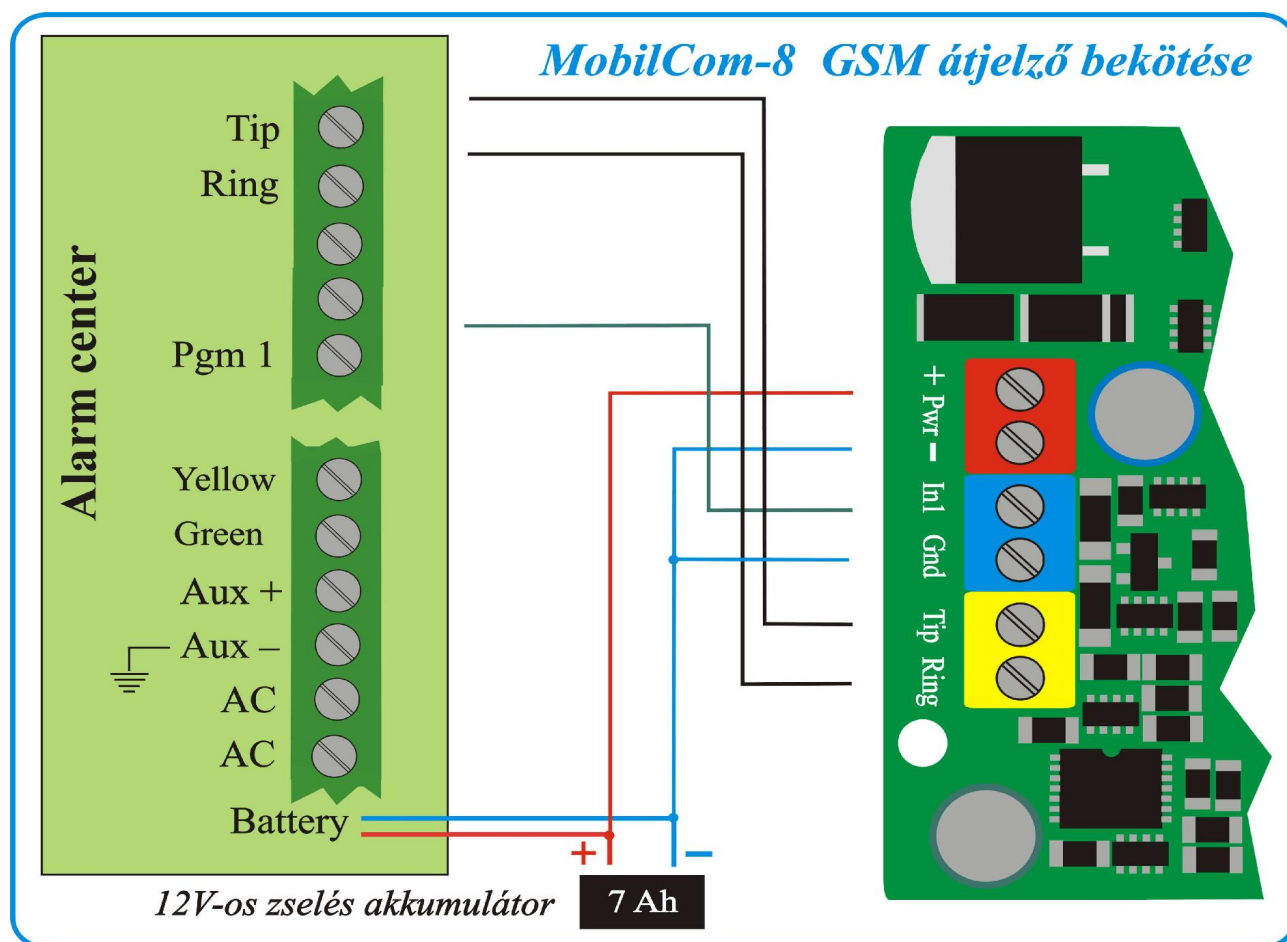 MobilCom-8 GSM átjelző bekötése
Alarm center
Tip
Ring
Pgm 1
Yellow
Green
Aux +
Aux –
AC
AC
Battery
+ Pwr –
In1
Gnd
Tip
Ring
+
–
12V-os zselés akkumulátor
7 Ah